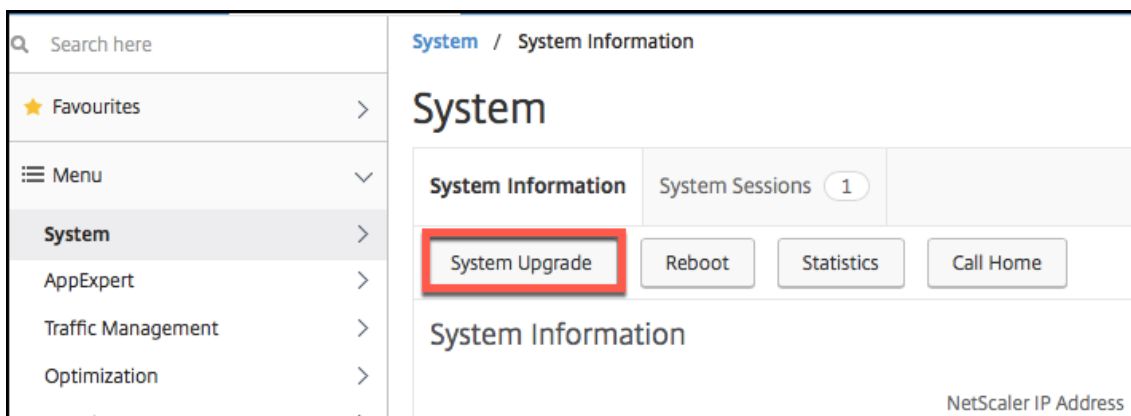 Search here
Favourites
Menu
System
AppExpert
Traffic Management
Optimization
System / System Information
System
System Information
System Sessions 1
System Upgrade
Reboot
Statistics
Call Home
System Information
NetScaler IP Address